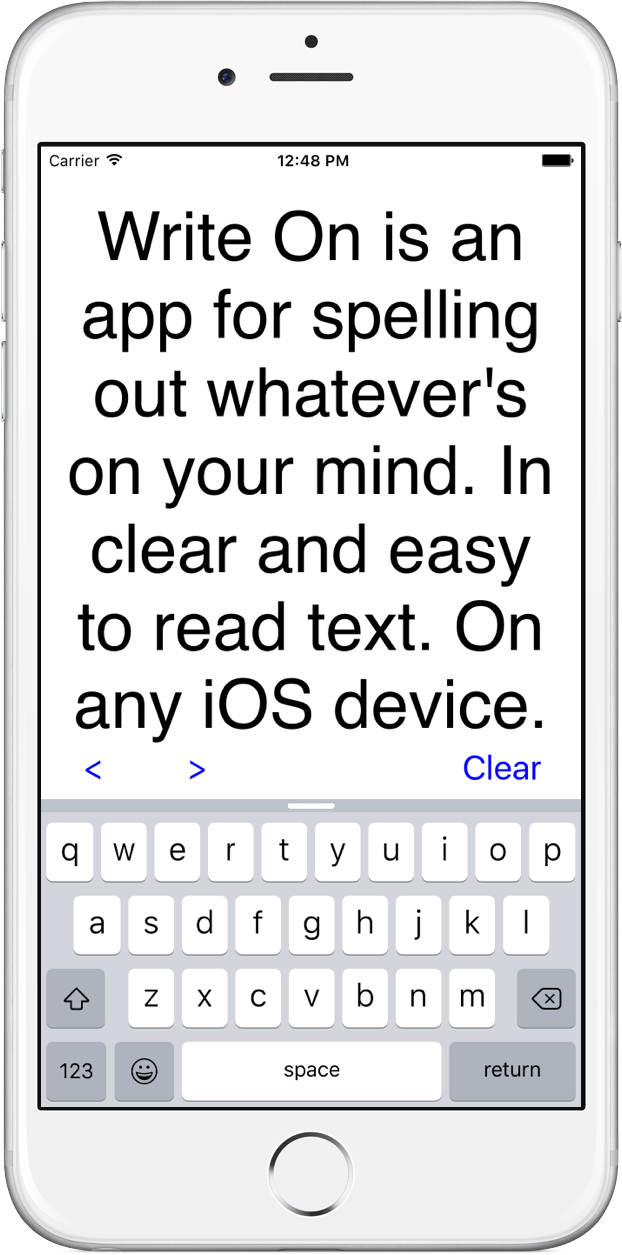 Carrier 12:48 PM
Write On is an
app for spelling
out whatever's
on your mind. In
clear and easy
to read text. On
any iOS device.
< > Clear
q w e r t y u i o p
a s d f g h j k l
z x c v b n m
123 space return